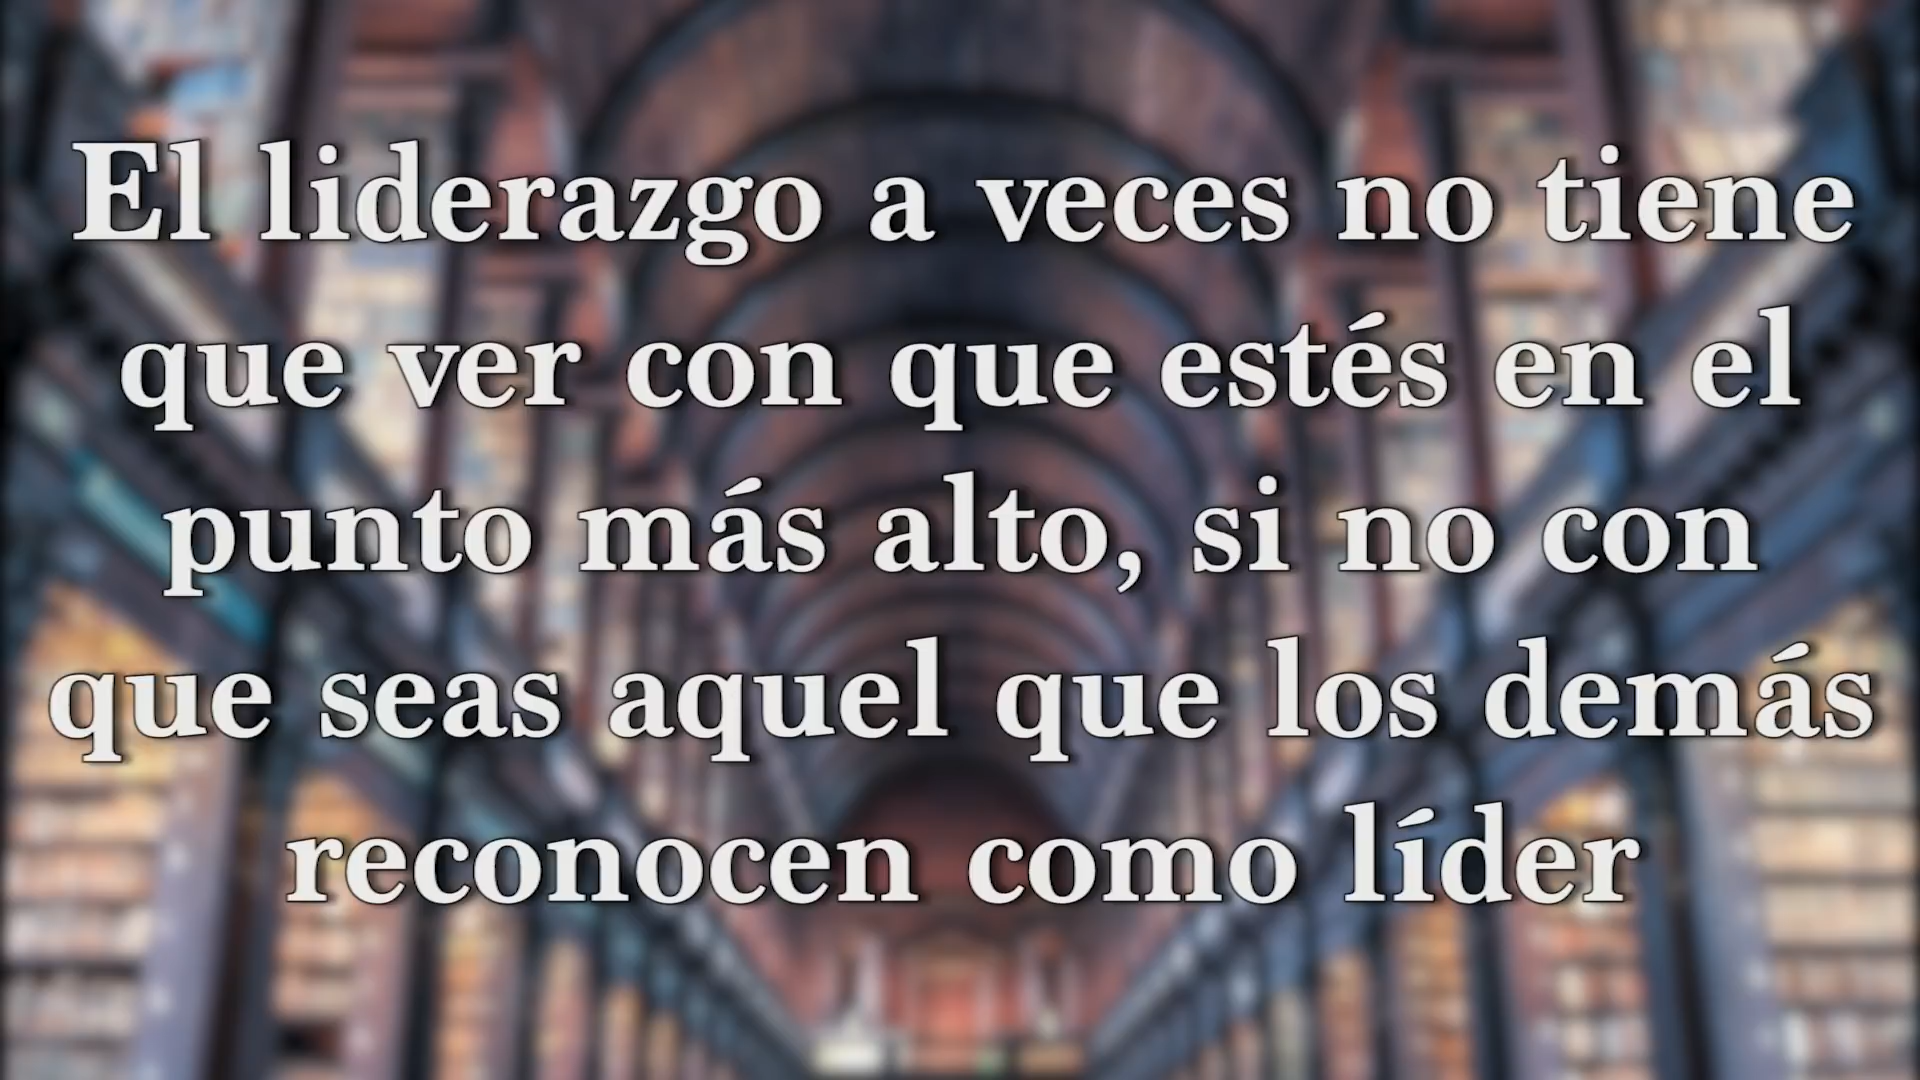 El liderazgo a veces no tiene
que ver con que estés en el
punto más alto, si no con
que seas aquel que los demás
reconocen como líder